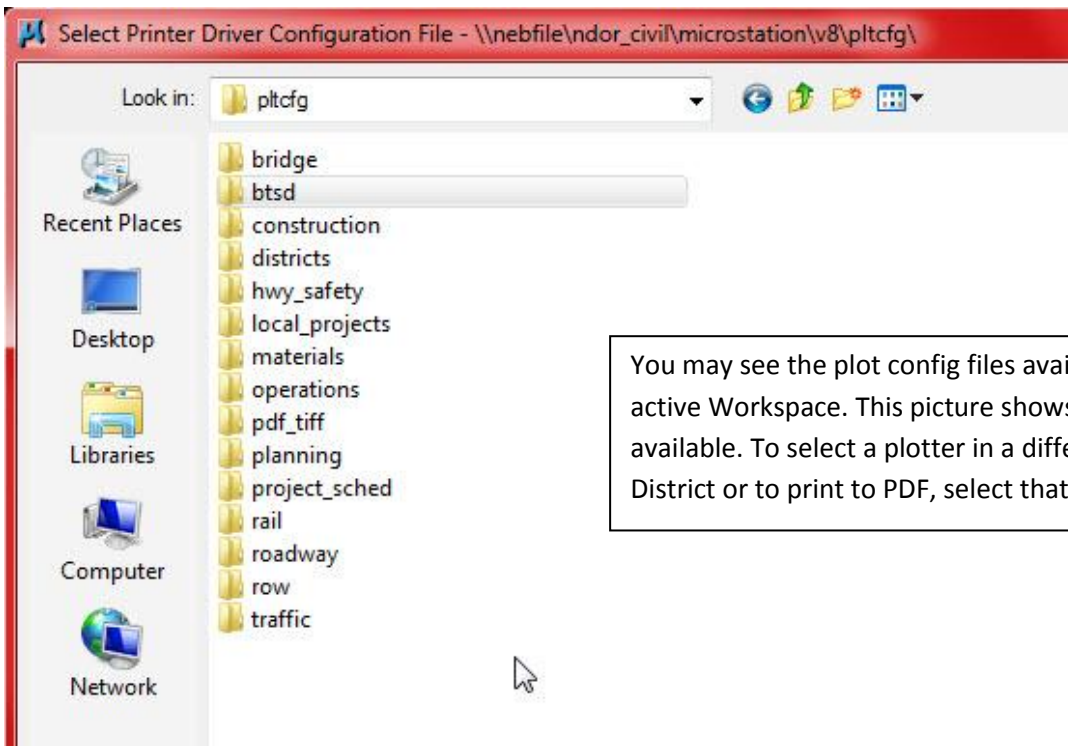 Select Printer Driver Configuration File - \\nebfile\ndor_civil\microstation\v8\pltcfg\
Look in: pltcfg
Recent Places
Desktop
Libraries
Computer
Network
bridge
btsd
construction
districts
hwy_safety
local_projects
materials
operations
pdf_tiff
planning
project_sched
rail
roadway
row
traffic
You may see the plot config files avai
active Workspace. This picture shows
available. To select a plotter in a diffe
District or to print to PDF, select that